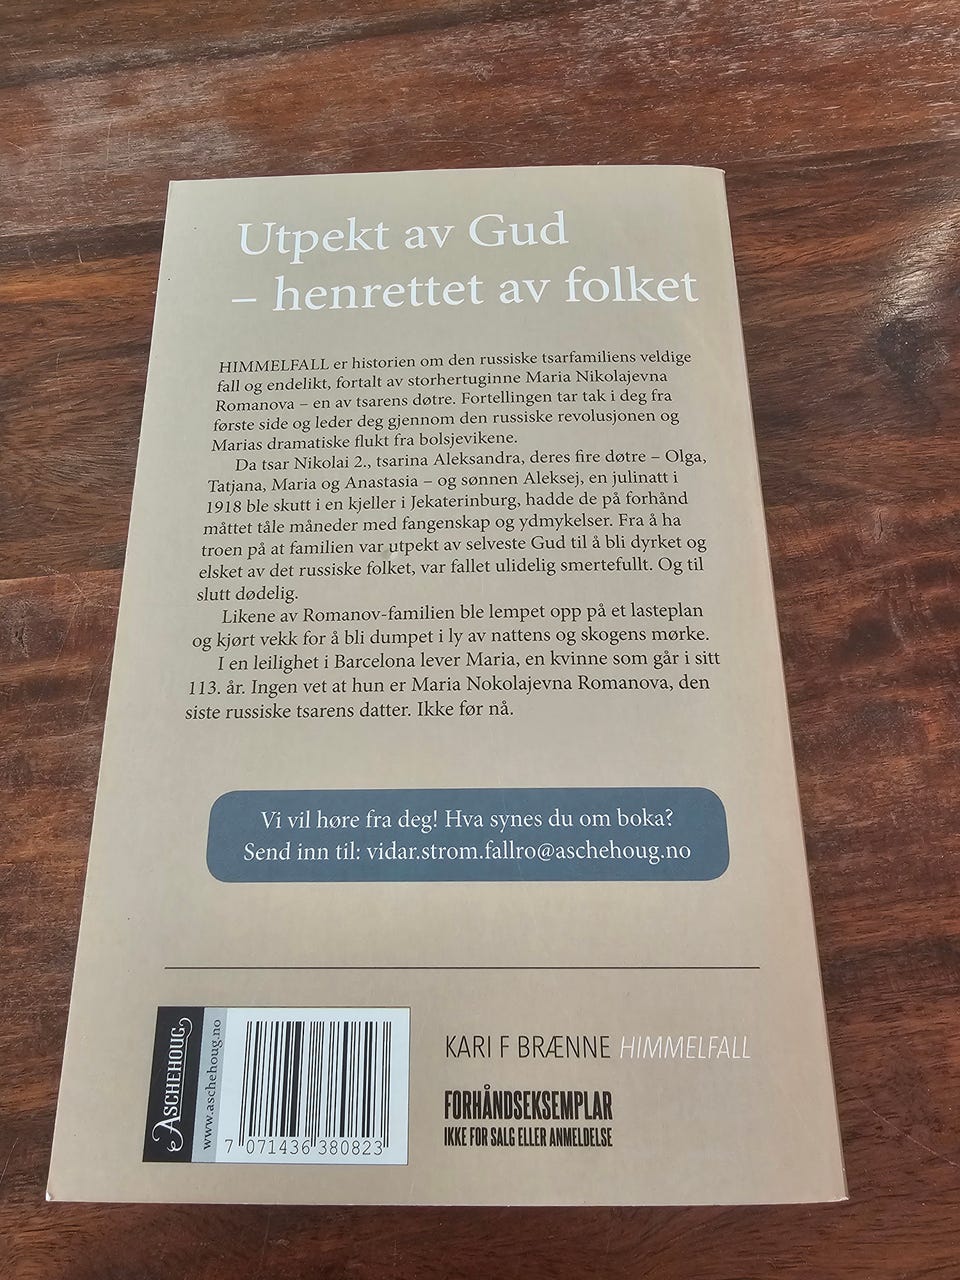 Utpekt av Gud
– henrettet av folket
HIMMELFALL er historien om den russiske tsarfamiliens veldige
fall og endelikt, fortalt av storhertuginne Maria Nikolajevna
Romanova – en av tsarens døtre. Fortellingen tar tak i deg fra
første side og leder deg gjennom den russiske revolusjonen og
Marias dramatiske flukt fra bolsjevikene.
Da tsar Nikolai 2., tsarina Aleksandra, deres fire døtre – Olga,
Tatjana, Maria og Anastasia – og sønnen Aleksej, en julinatt i
1918 ble skutt i en kjeller i Jekaterinburg, hadde de på forhånd
måttet tåle måneder med fangenskap og ydmykelser. Fra å ha
troen på at familien var utpekt av selveste Gud til å bli dyrket og
elsket av det russiske folket, var fallet ulidelig smertefullt. Og til
slutt dødelig.
Likene av Romanov-familien ble lempet opp på et lasteplan
og kjørt vekk for å bli dumpet i ly av nattens og skogens mørke.
I en leilighet i Barcelona lever Maria, en kvinne som går i sitt
113. år. Ingen vet at hun er Maria Nokolajevna Romanova, den
siste russiske tsarens datter. Ikke før nå.
Vi vil høre fra deg! Hva synes du om boka?
Send inn til: vidar.strom.fallro@aschehoug.no
ASCHEHOUG
www.aschehoug.no
7 071436 380823
KARI F BRÆNNE HIMMELFALL
FORHÅNDSEKSEMPLAR
IKKE FOR SALG ELLER ANMELDELSE